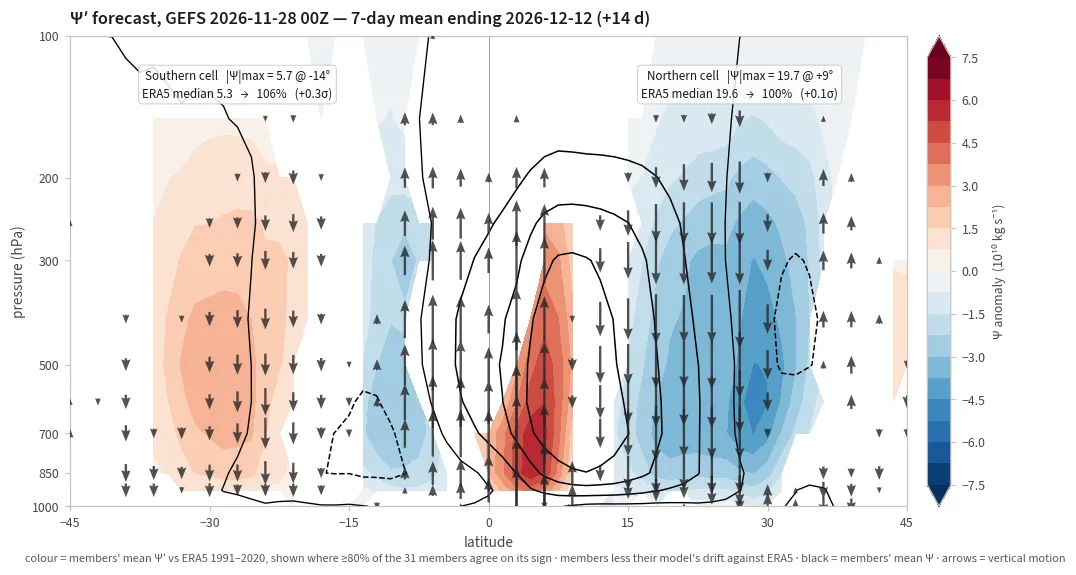 Ψ′ forecast, GEFS 2026-11-28 00Z — 7-day mean ending 2026-12-12 (+14 d)
Southern cell |Ψ|max = 5.7 @ -14°
ERA5 median 5.3 → 106% (+0.3σ)
Northern cell |Ψ|max = 19.7 @ +9°
ERA5 median 19.6 → 100% (+0.1σ)
pressure (hPa)
100
200
300
400
500
700
850
1000
−45
−30
−15
0
15
30
45
latitude
7.5
6.0
4.5
3.0
1.5
0.0
−1.5
−3.0
−4.5
−6.0
−7.5
Ψ anomaly (10¹⁰ kg s⁻¹)
colour = members' mean Ψ′ vs ERA5 1991–2020, shown where ≥80% of the 31 members agree on its sign · members less their model's drift against ERA5 · black = members' mean Ψ · arrows = vertical motion